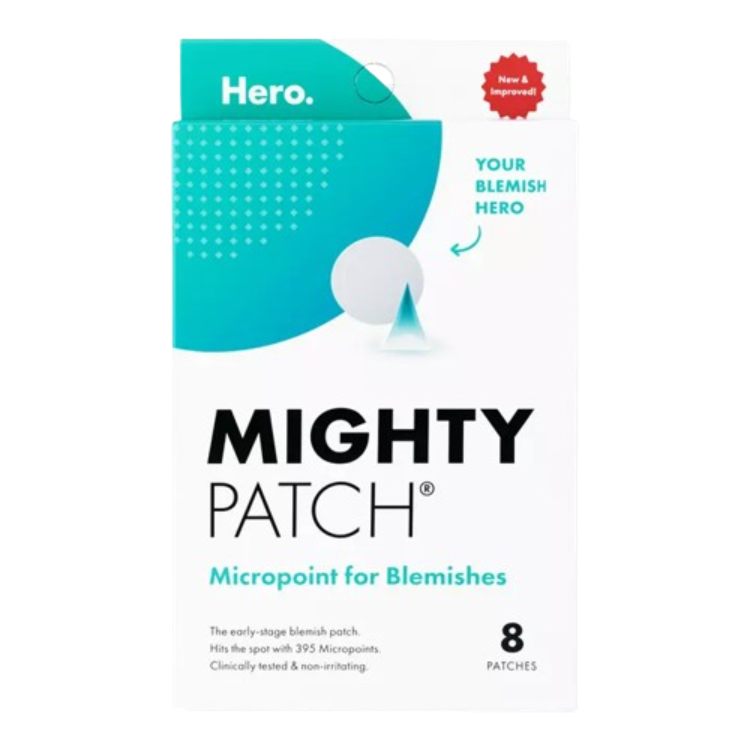 Hero.
New &
Improved!
YOUR
BLEMISH
HERO
MIGHTY
PATCH®
Micropoint for Blemishes
The early-stage blemish patch.
Hits the spot with 395 Micropoints.
Clinically tested & non-irritating.
8
PATCHES